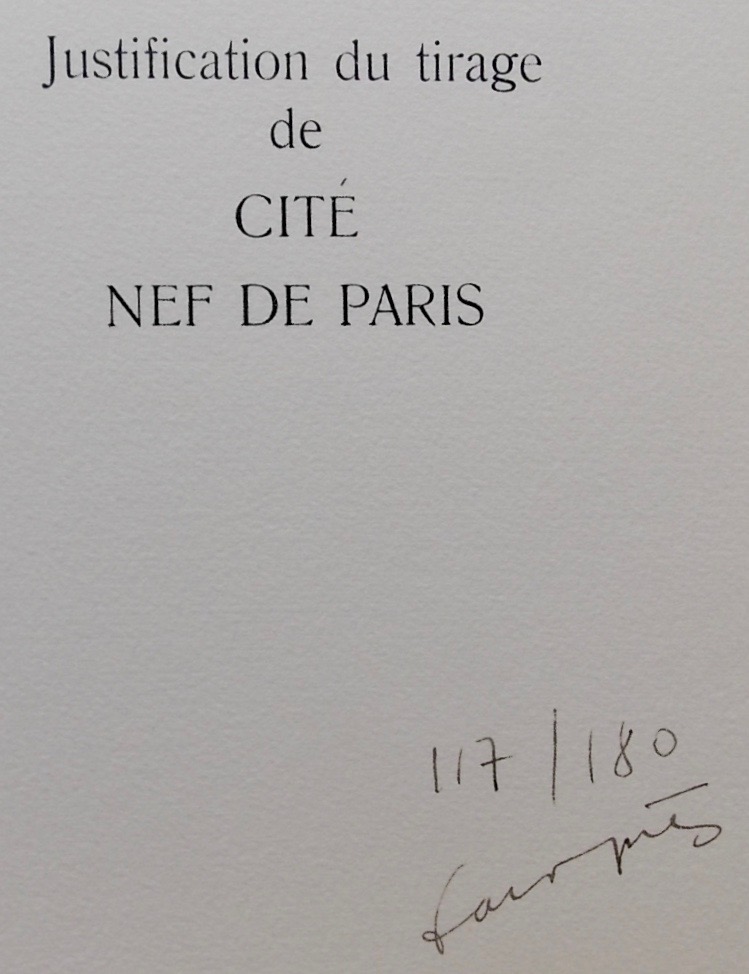 Justification du tirage
de
CITÉ
NEF DE PARIS
117/180